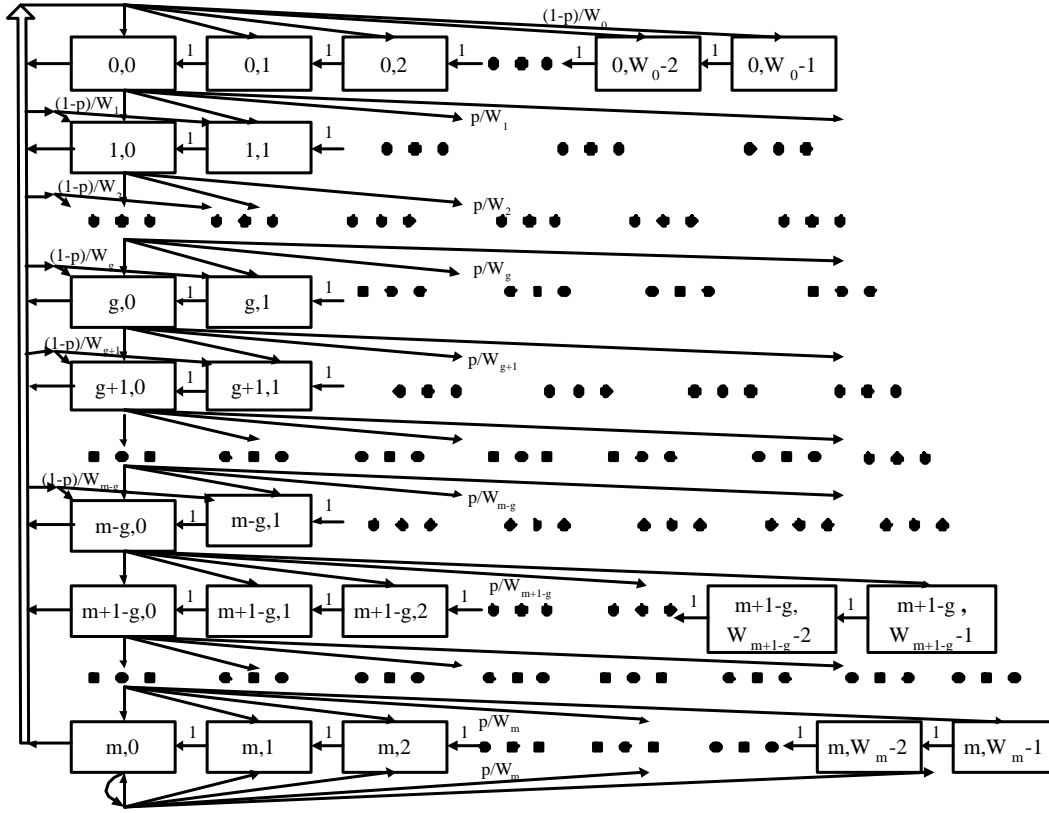 (1-p)/W0
0,0 1 0,1 1 0,2 1 1 0,W0-2 1 0,W0-1
(1-p)/W1 p/W1
1,0 1 1,1 1
(1-p)/W2 p/W2
(1-p)/Wg p/Wg
g,0 1 g,1 1
(1-p)/Wg+1 p/Wg+1
g+1,0 1 g+1,1 1
(1-p)/Wm-g p/Wm-g
m-g,0 1 m-g,1 1
p/Wm+1-g
m+1-g,0 1 m+1-g,1 1 m+1-g,2 1 1 m+1-g, 1 m+1-g ,
Wm+1-g-2 Wm+1-g-1
p/Wm
m,0 1 m,1 1 m,2 1 1 m,Wm-2 1 m,Wm-1
p/Wm